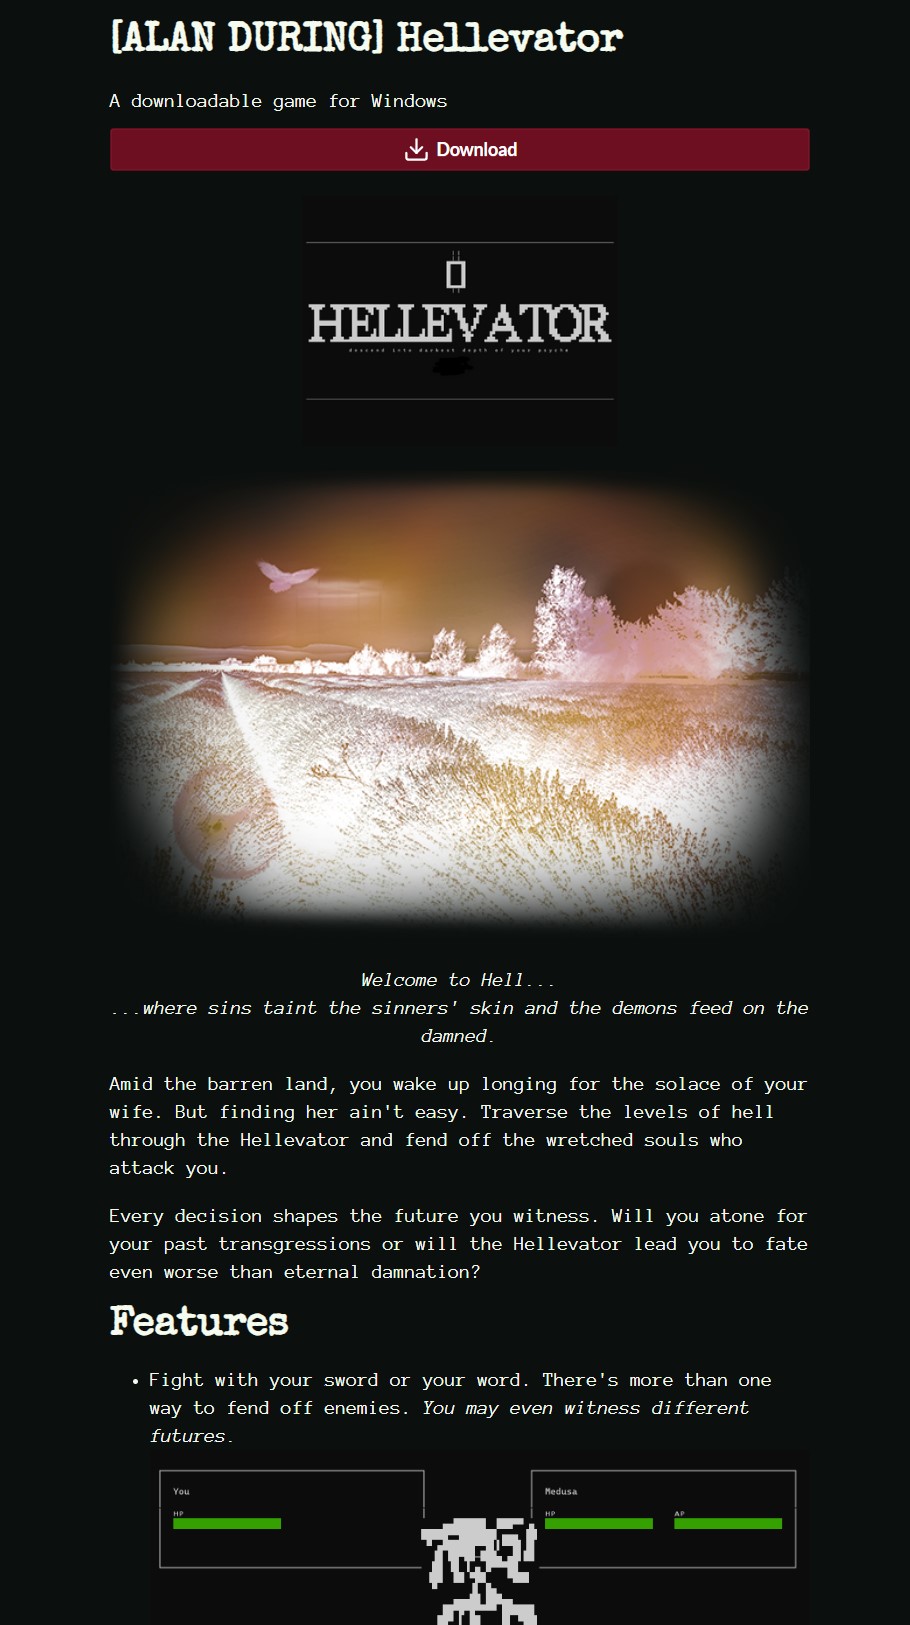 [ALAN DURING] Hellevator
A downloadable game for Windows
Download
HELLEVATOR
descend into darkest depth of your psyche
Welcome to Hell...
...where sins taint the sinners' skin and the demons feed on the
damned.
Amid the barren land, you wake up longing for the solace of your
wife. But finding her ain't easy. Traverse the levels of hell
through the Hellevator and fend off the wretched souls who
attack you.
Every decision shapes the future you witness. Will you atone for
your past transgressions or will the Hellevator lead you to fate
even worse than eternal damnation?
Features
• Fight with your sword or your word. There's more than one
way to fend off enemies. You may even witness different
futures.
You
HP
Medusa
HP AP